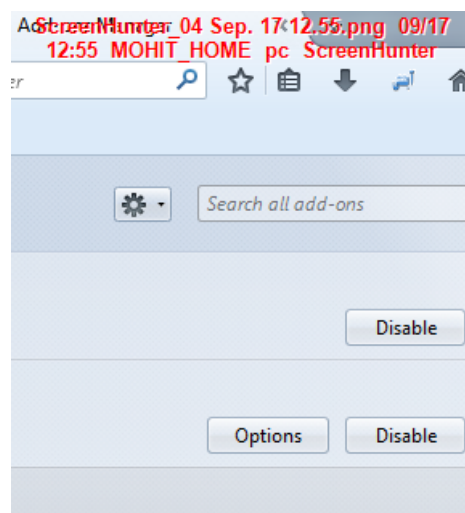 ScreenHunter_04 Sep. 17 12.55.png 09/17
12:55 MOHIT_HOME pc ScreenHunter
er
Search all add-ons
Disable
Options Disable